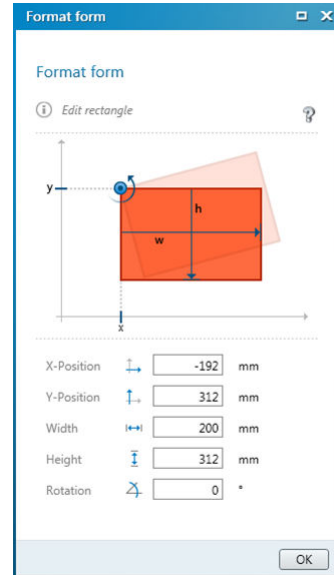 Format form
Format form
Edit rectangle
y
h
w
x
X-Position -192 mm
Y-Position 312 mm
Width 200 mm
Height 312 mm
Rotation 0 °
OK